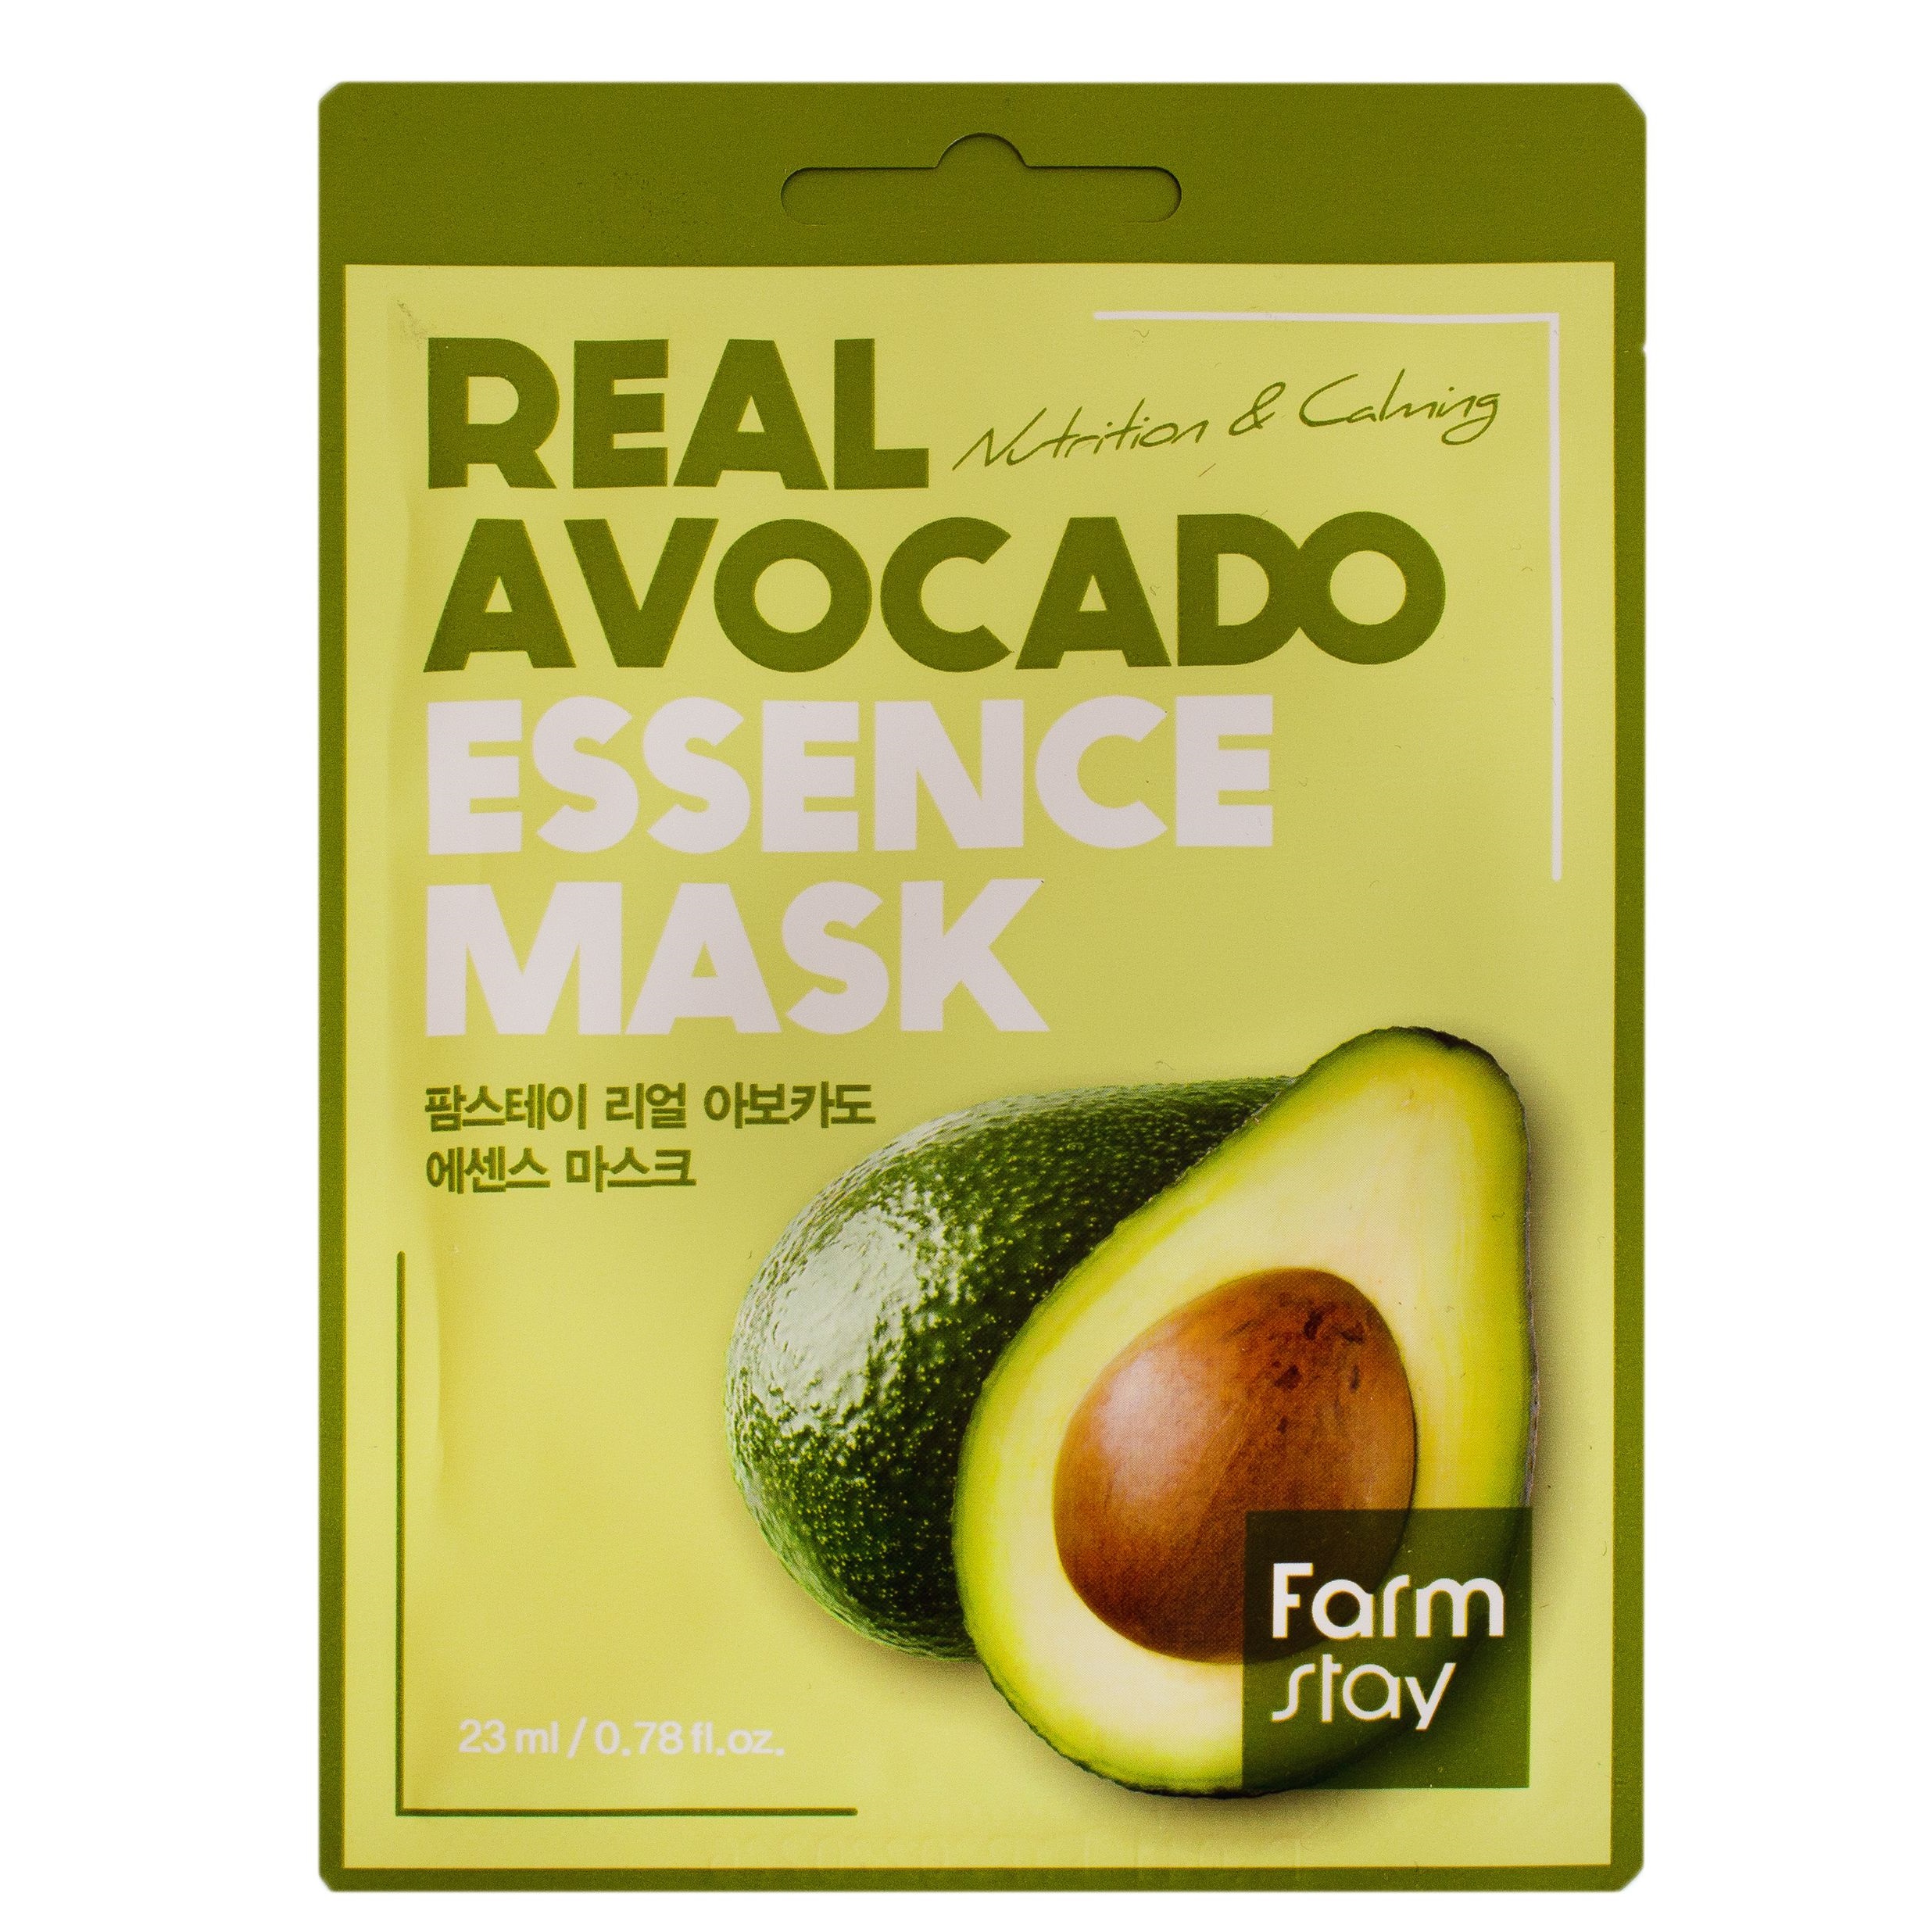 REAL
Nutrition & Calming
AVOCADO
ESSENCE
MASK
팜스테이 리얼 아보카도
에센스 마스크
23 ml / 0.78 fl.oz.
Farm
stay